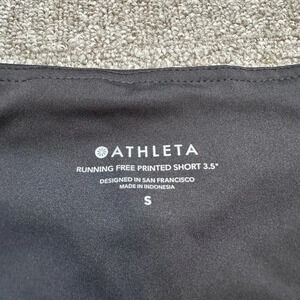 ATHLETA
RUNNING FREE PRINTED SHORT 3.5"
DESIGNED IN SAN FRANCISCO
MADE IN INDONESIA
S